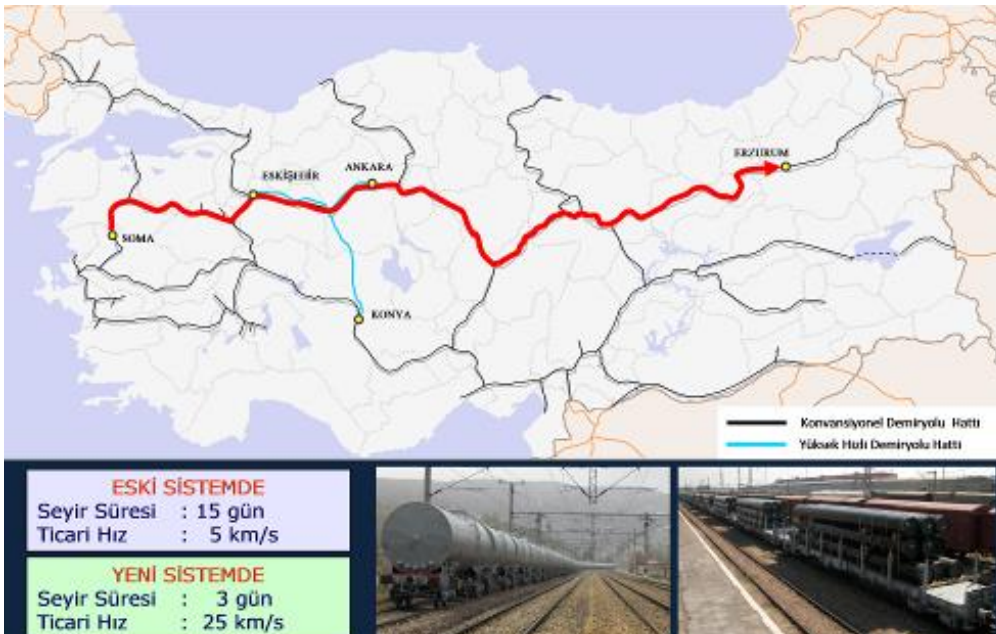 ERZURUM
ANKARA
ESKİŞEHİR
SOMA
KONYA
Konvansiyonel Demiryolu Hattı
Yüksek Hızlı Demiryolu Hattı
ESKİ SİSTEMDE
Seyir Süresi : 15 gün
Ticari Hız : 5 km/s
YENİ SİSTEMDE
Seyir Süresi : 3 gün
Ticari Hız : 25 km/s